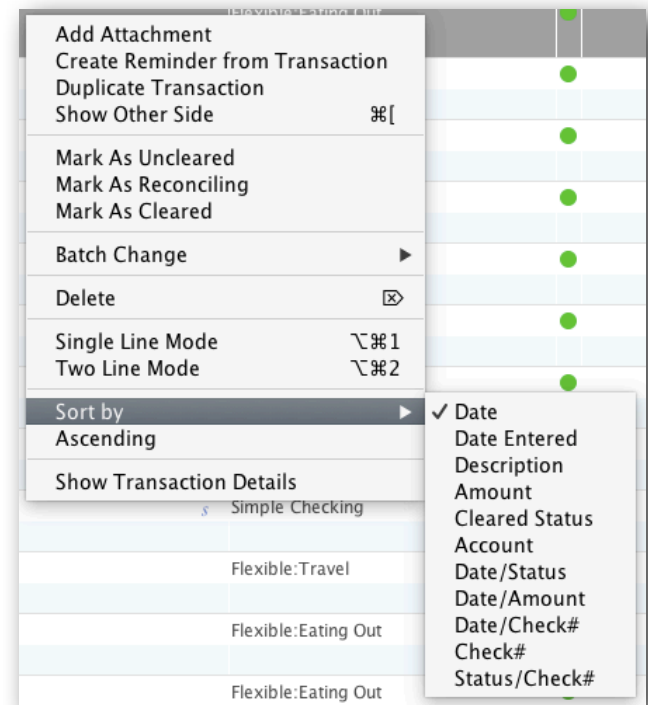 Flexible:Eating Out
Add Attachment
Create Reminder from Transaction
Duplicate Transaction
Show Other Side ⌘[
Mark As Uncleared
Mark As Reconciling
Mark As Cleared
Batch Change ▶
Delete ⌦
Single Line Mode ⌥⌘1
Two Line Mode ⌥⌘2
Sort by ▶
Ascending
Show Transaction Details
✓ Date
Date Entered
Description
Amount
Cleared Status
Account
Date/Status
Date/Amount
Date/Check#
Check#
Status/Check#
s Simple Checking
Flexible:Travel
Flexible:Eating Out
Flexible:Eating Out